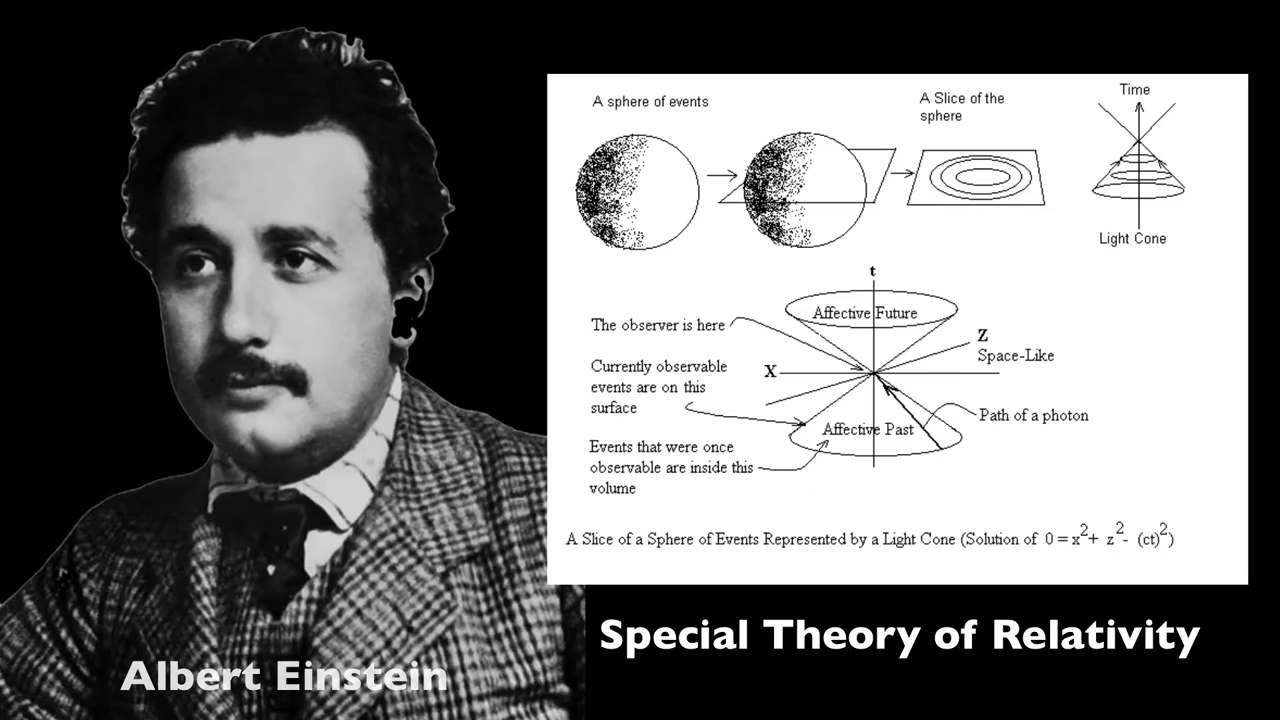 A sphere of events
A Slice of the
sphere
Time
Light Cone
t
Affective Future
The observer is here
Z
Space-Like
X
Currently observable
events are on this
surface
Path of a photon
Affective Past
Events that were once
observable are inside this
volume
A Slice of a Sphere of Events Represented by a Light Cone (Solution of 0 = x²+ z²- (ct)²)
Special Theory of Relativity
Albert Einstein